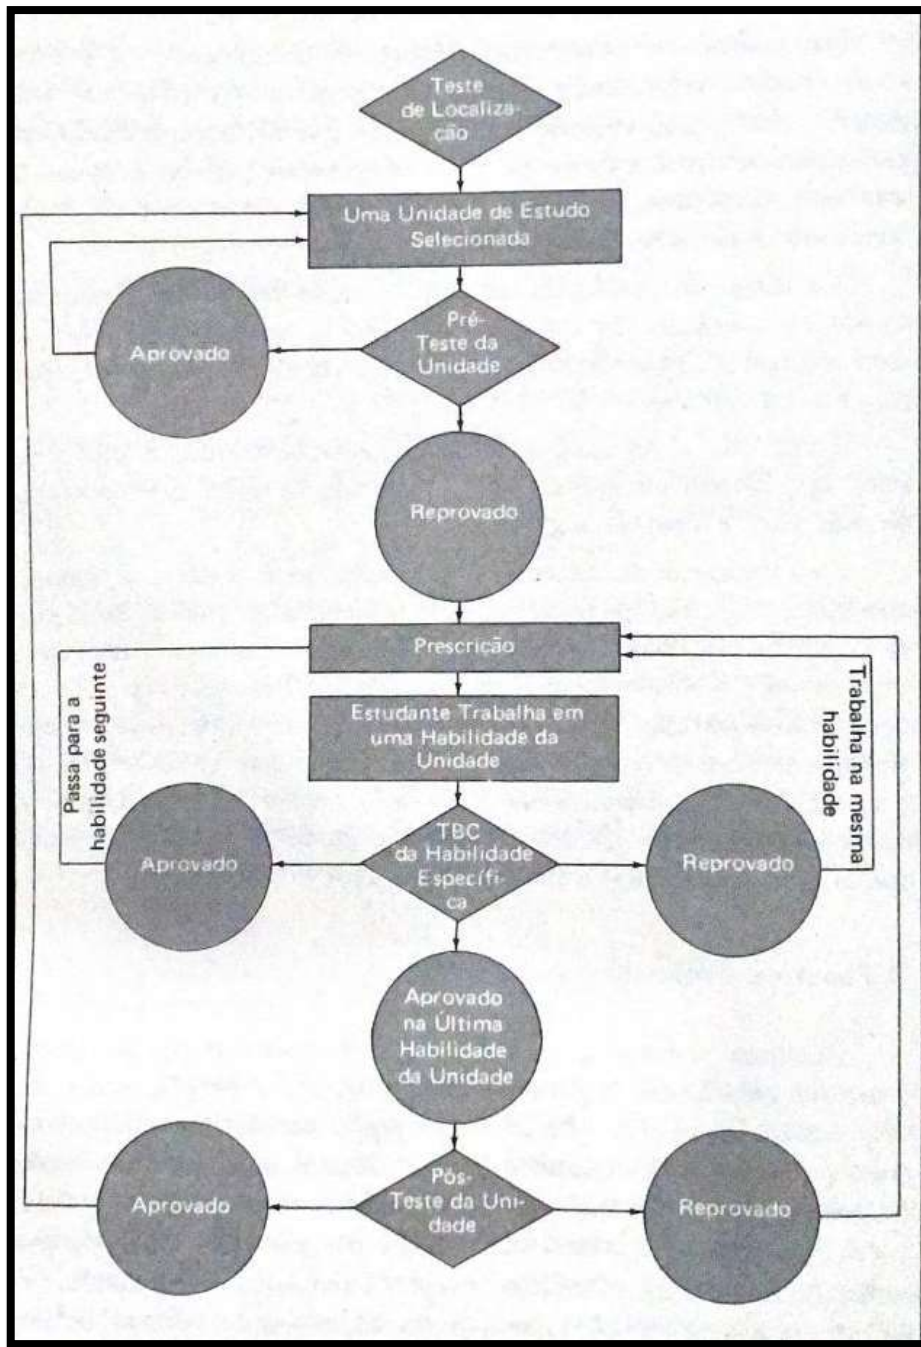 Teste
de Localiza-
ção
Uma Unidade de Estudo
Selecionada
Pré-
Teste da
Unidade
Aprovado
Reprovado
Prescrição
Estudante Trabalha em
uma Habilidade da
Unidade
Passa para a
habilidade seguinte
Trabalha na mesma
habilidade
TBC
da Habilidade
Específi-
ca
Aprovado
Reprovado
Aprovado
na Última
Habilidade
da Unidade
Pós-
Teste da Uni-
dade
Aprovado
Reprovado